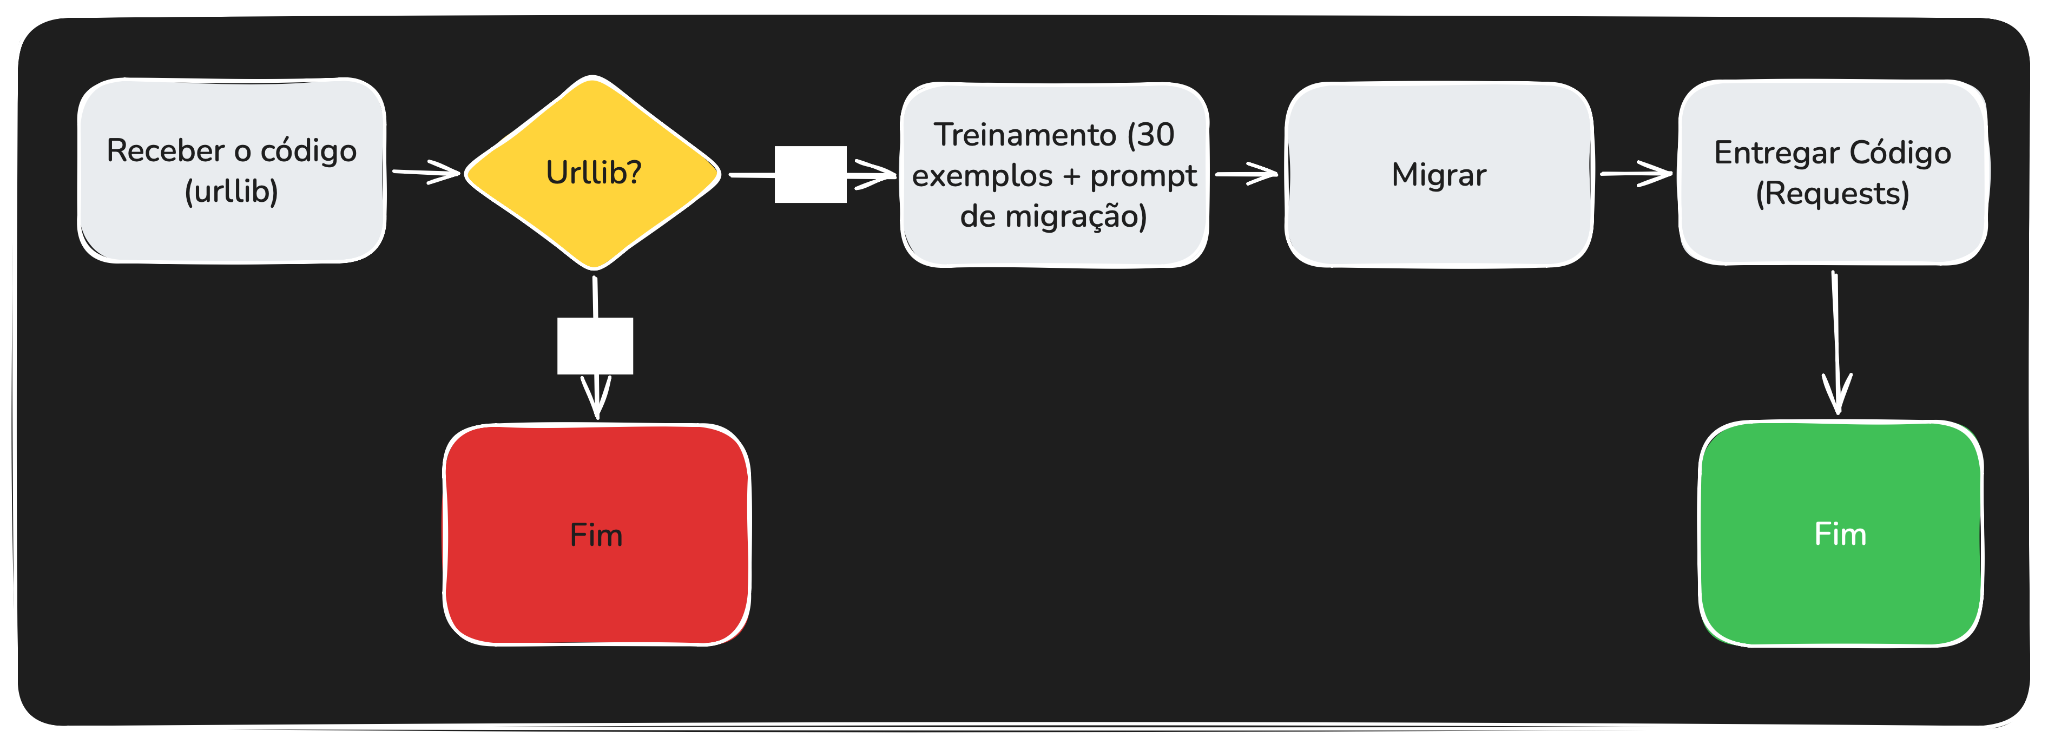 Receber o código
(urllib)
Urllib?
Treinamento (30
exemplos + prompt
de migração)
Migrar
Entregar Código
(Requests)
Fim
Fim